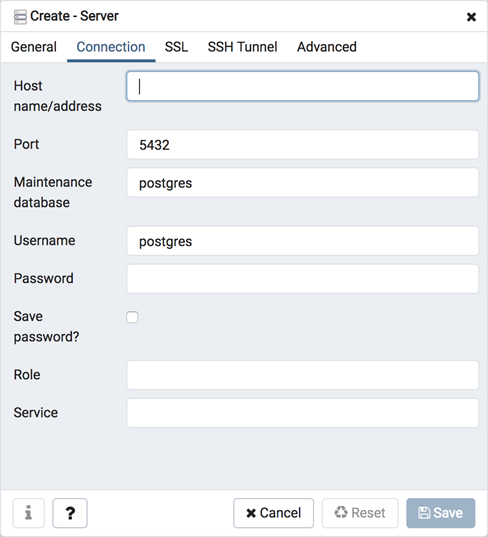 Create - Server
General Connection SSL SSH Tunnel Advanced
Host
name/address
Port 5432
Maintenance postgres
database
Username postgres
Password
Save
password?
Role
Service
i ? Cancel Reset Save